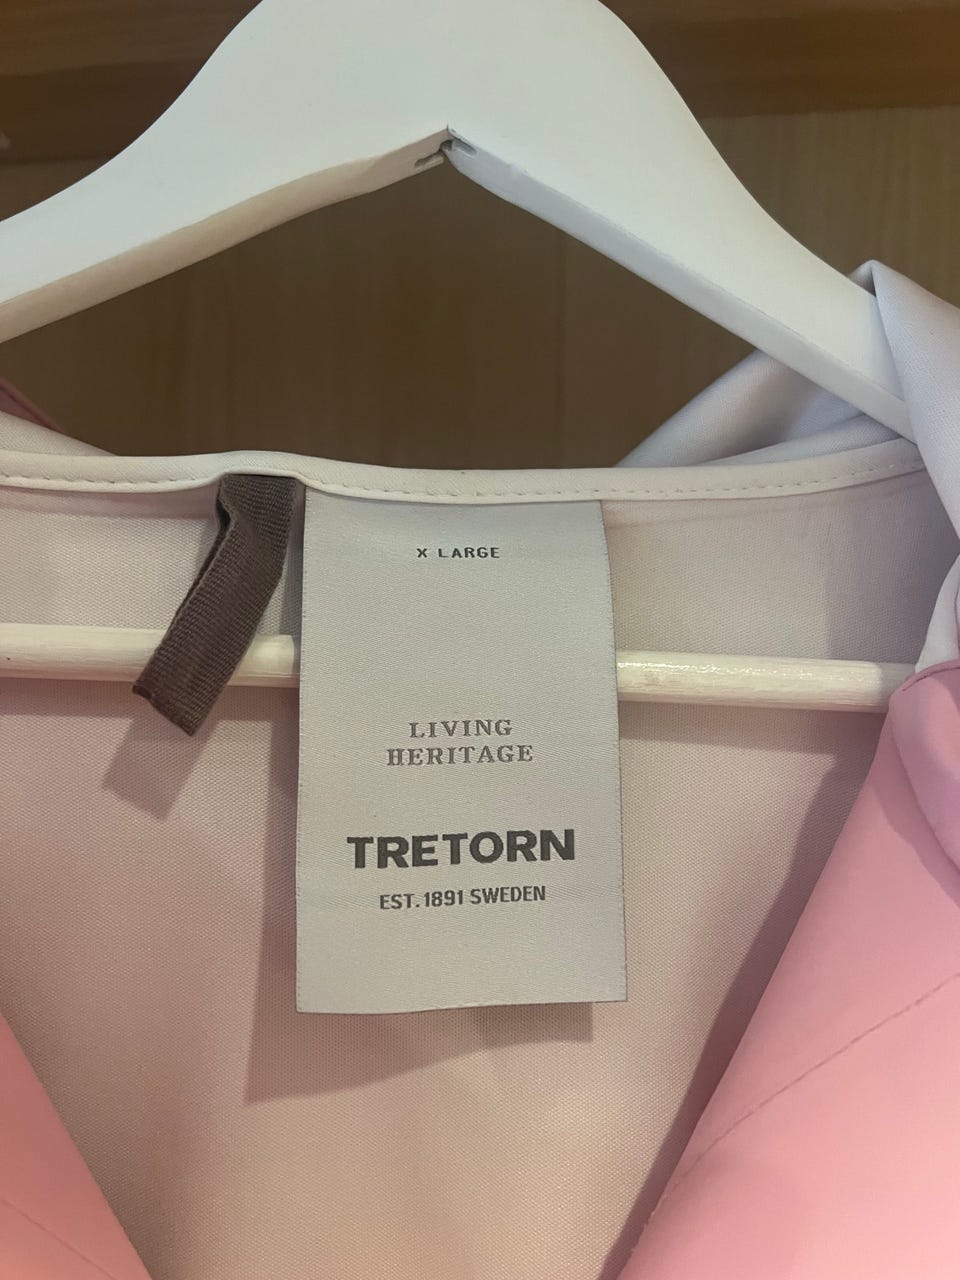 X LARGE
LIVING
HERITAGE
TRETORN
EST. 1891 SWEDEN